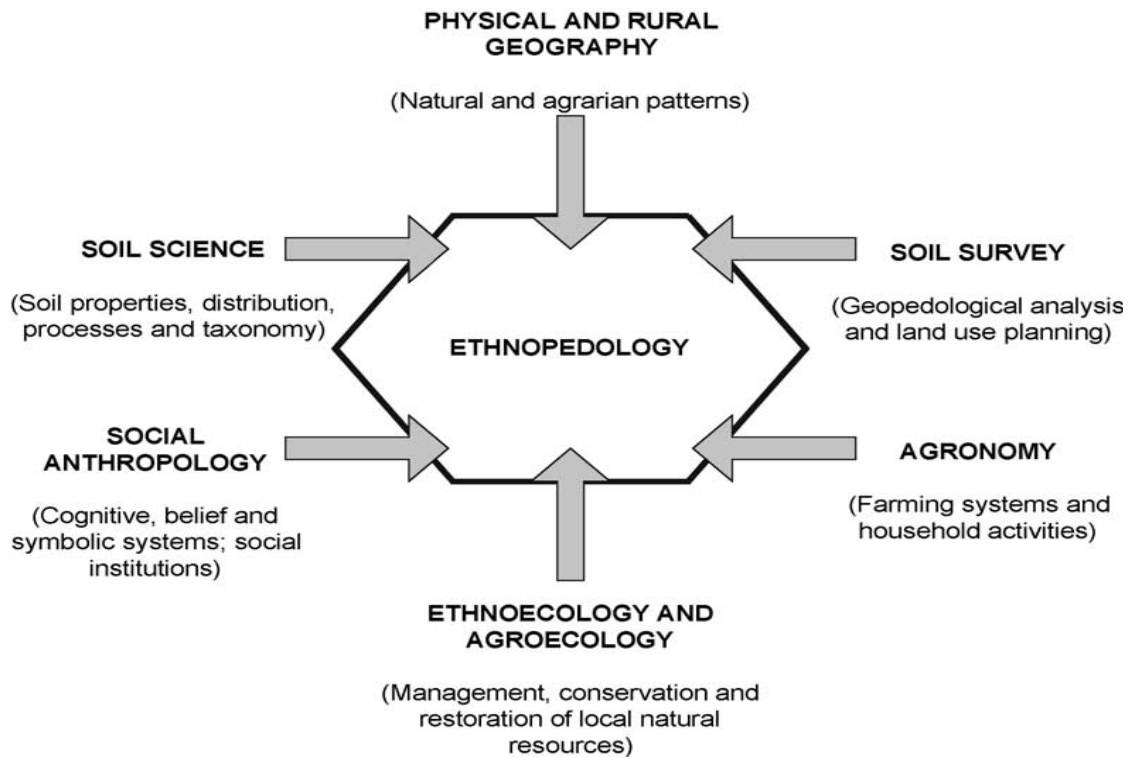 PHYSICAL AND RURAL
GEOGRAPHY
(Natural and agrarian patterns)
SOIL SCIENCE
(Soil properties, distribution,
processes and taxonomy)
SOIL SURVEY
(Geopedological analysis
and land use planning)
ETHNOPEDOLOGY
SOCIAL
ANTHROPOLOGY
(Cognitive, belief and
symbolic systems; social
institutions)
AGRONOMY
(Farming systems and
household activities)
ETHNOECOLOGY AND
AGROECOLOGY
(Management, conservation and
restoration of local natural
resources)